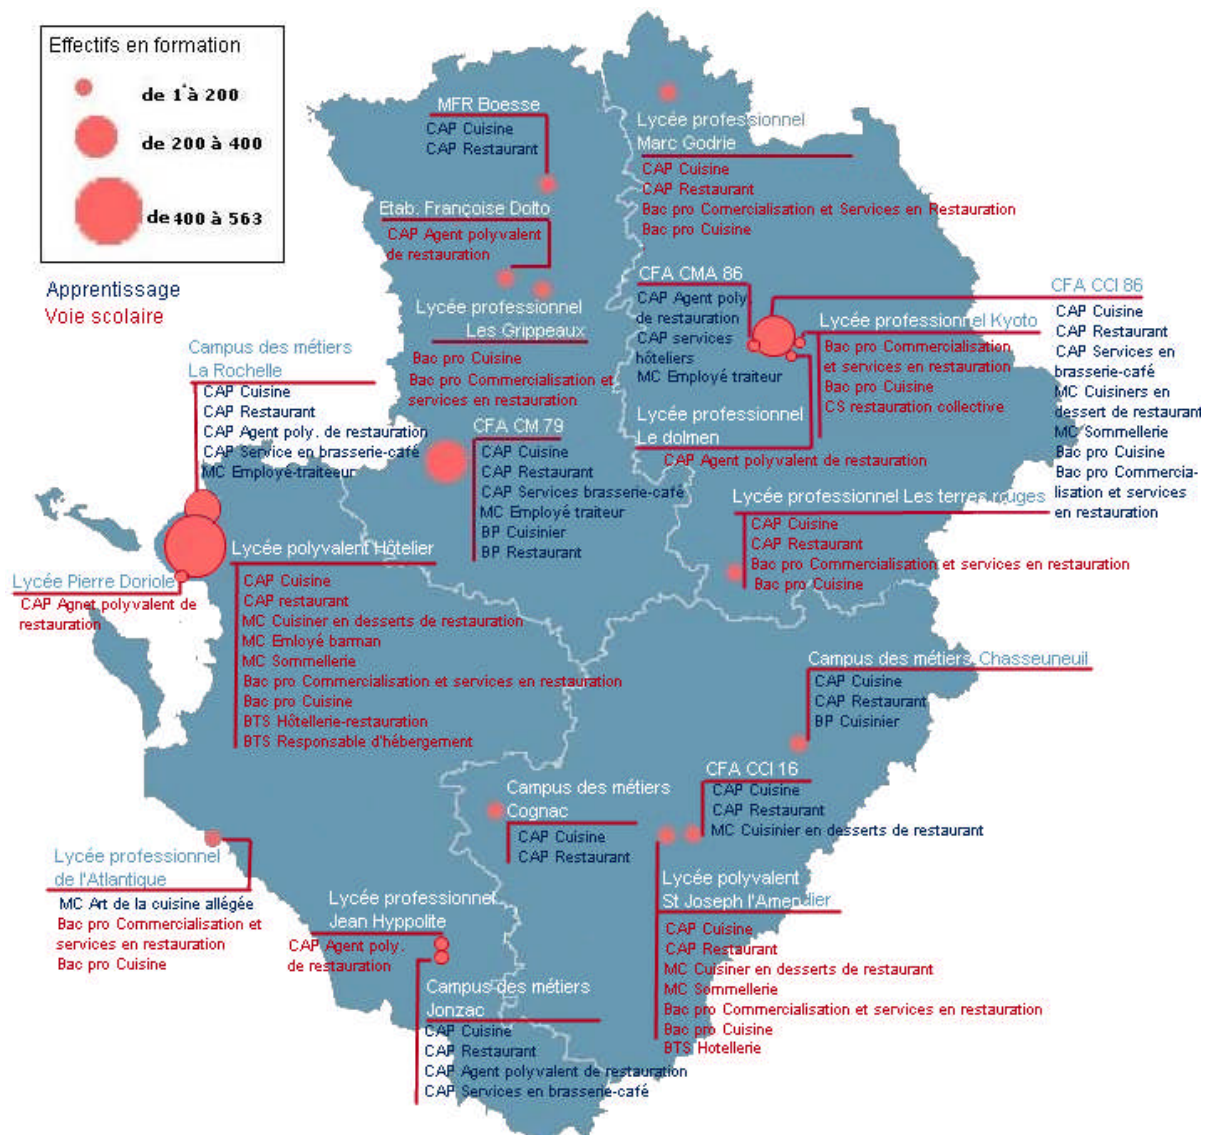 Effectifs en formation
de 1 à 200
de 200 à 400
de 400 à 563
Apprentissage
Voie scolaire
MFR Boesse
CAP Cuisine
CAP Restaurant
Etab. Françoise Dolto
CAP Agent polyvalent
de restauration
Lycée professionnel
Les Grippeaux
Bac pro Cuisine
Bac pro Commercialisation et
services en restauration
Lycée professionnel
Marc Godrie
CAP Cuisine
CAP Restaurant
Bac pro Comercialisation et Services en Restauration
Bac pro Cuisine
CFA CMA 86
CAP Agent poly.
de restauration
CAP services
hôteliers
MC Employé traiteur
Lycée professionnel
Le dolmen
CAP Agent polyvalent de restauration
Lycée professionnel Kyoto
Bac pro Commercialisation
et services en restauration
Bac pro Cuisine
CS restauration collective
CFA CCI 86
CAP Cuisine
CAP Restaurant
CAP Services en
brasserie-café
MC Cuisiners en
dessert de restaurant
MC Sommellerie
Bac pro Cuisine
Bac pro Commercia-
lisation et services
en restauration
Campus des métiers
La Rochelle
CAP Cuisine
CAP Restaurant
CAP Agent poly. de restauration
CAP Service en brasserie-café
MC Employé-traiteeur
CFA CM 79
CAP Cuisine
CAP Restaurant
CAP Services brasserie-café
MC Employé traiteur
BP Cuisinier
BP Restaurant
Lycée professionnel Les terres rouges
CAP Cuisine
CAP Restaurant
Bac pro Commercialisation et services en restauration
Bac pro Cuisine
Lycée Pierre Doriole
CAP Agnet polyvalent de
restauration
Lycée polyvalent Hôtelier
CAP Cuisine
CAP restaurant
MC Cuisiner en desserts de restauration
MC Emloyé barman
MC Sommellerie
Bac pro Commercialisation et services en restauration
Bac pro Cuisine
BTS Hôtellerie-restauration
BTS Responsable d'hébergement
Campus des métiers Chasseuneuil
CAP Cuisine
CAP Restaurant
BP Cuisinier
CFA CCI 16
CAP Cuisine
CAP Restaurant
MC Cuisinier en desserts de restaurant
Campus des métiers
Cognac
CAP Cuisine
CAP Restaurant
Lycée professionnel
de l'Atlantique
MC Art de la cuisine allégée
Bac pro Commercialisation et
services en restauration
Bac pro Cuisine
Lycée professionnel
Jean Hyppolite
CAP Agent poly.
de restauration
Lycée polyvalent
St Joseph l'Amendier
CAP Cuisine
CAP Restaurant
MC Cuisiner en desserts de restaurant
MC Sommellerie
Bac pro Commercialisation et services en restauration
Bac pro Cuisine
BTS Hotellerie
Campus des métiers
Jonzac
CAP Cuisine
CAP Restaurant
CAP Agent polyvalent de restauration
CAP Services en brasserie-café